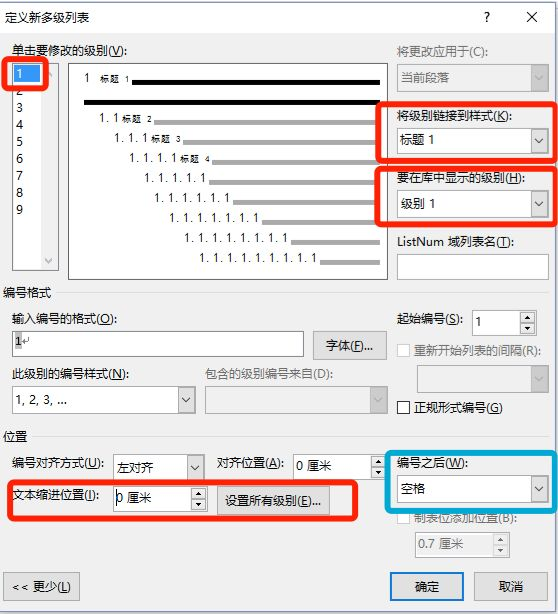 定义新多级列表
单击要修改的级别(V):
1
2
3
4
5
6
7
8
9
1 标题 1
1.1标题 2
1.1.1标题 3
1.1.1.1标题 4
1.1.1.1.1
1.1.1.1.1.1
1.1.1.1.1.1.1
1.1.1.1.1.1.1.1
1.1.1.1.1.1.1.1.1
将更改应用于(C):
当前段落
将级别链接到样式(K):
标题 1
要在库中显示的级别(H):
级别 1
ListNum 域列表名(T):
编号格式
输入编号的格式(O):
1
字体(F)...
起始编号(S): 1
重新开始列表的间隔(R):
此级别的编号样式(N):
1, 2, 3, ...
包含的级别编号来自(D):
正规形式编号(G)
位置
编号对齐方式(U): 左对齐
对齐位置(A): 0 厘米
文本缩进位置(I): 0 厘米
设置所有级别(E)...
编号之后(W):
空格
制表位添加位置(B):
0.7 厘米
<< 更少(L)
确定
取消